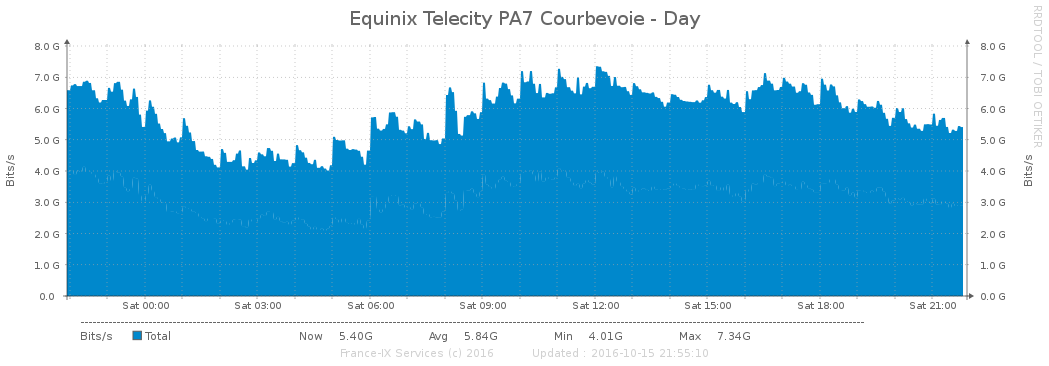 Equinix Telecity PA7 Courbevoie - Day
RRDTOOL / TOBI OETIKER
Bits/s
8.0 G
7.0 G
6.0 G
5.0 G
4.0 G
3.0 G
2.0 G
1.0 G
0.0
8.0 G
7.0 G
6.0 G
5.0 G
4.0 G
3.0 G
2.0 G
1.0 G
0.0 G
Bits/s
Sat 00:00 Sat 03:00 Sat 06:00 Sat 09:00 Sat 12:00 Sat 15:00 Sat 18:00 Sat 21:00
Bits/s Total Now 5.40G Avg 5.84G Min 4.01G Max 7.34G
France-IX Services (c) 2016 Updated : 2016-10-15 21:55:10